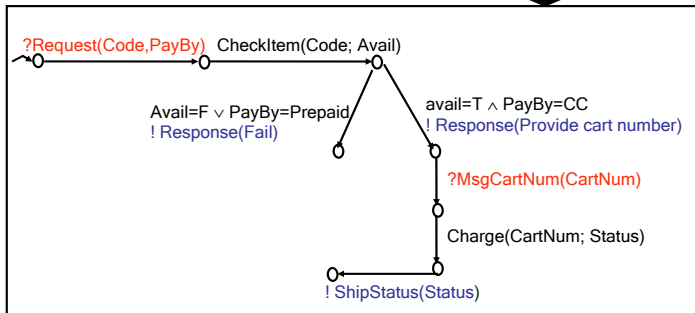 ?Request(Code,PayBy)
CheckItem(Code; Avail)
Avail=F ∨ PayBy=Prepaid
! Response(Fail)
avail=T ∧ PayBy=CC
! Response(Provide cart number)
?MsgCartNum(CartNum)
Charge(CartNum; Status)
! ShipStatus(Status)